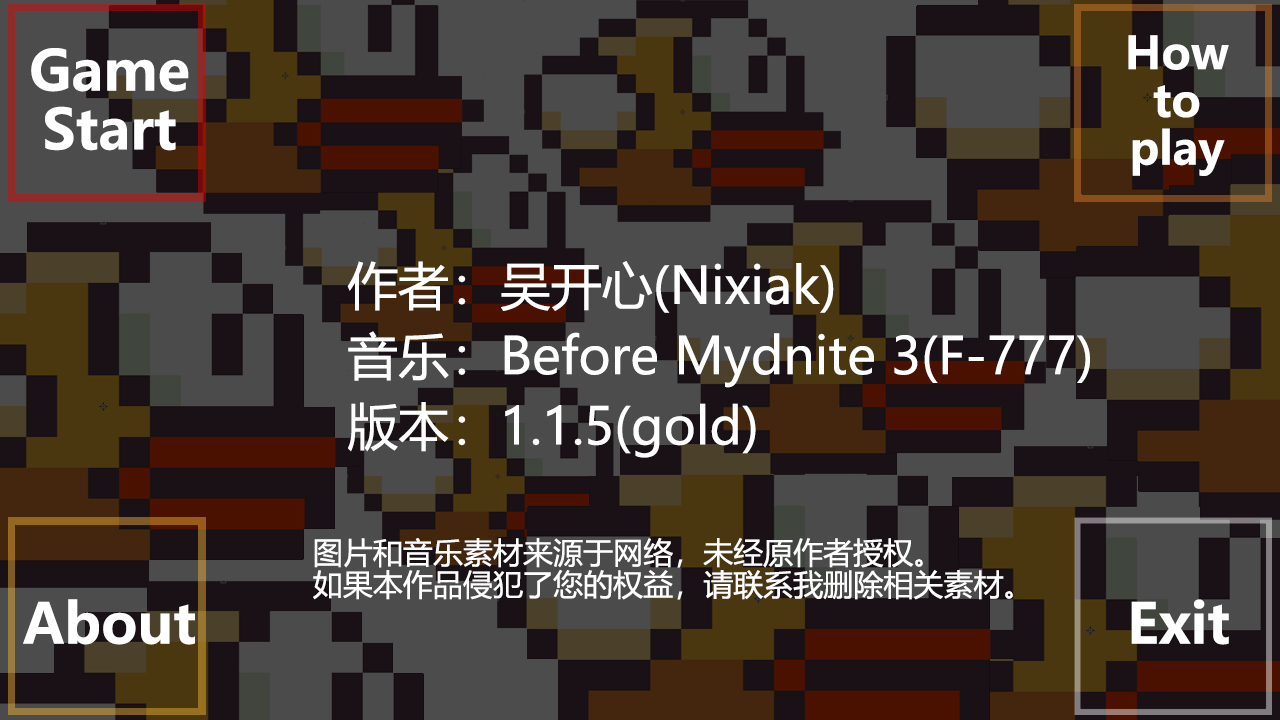 Game
Start
How
to
play
作者：吴开心(Nixiak)
音乐：Before Mydnite 3(F-777)
版本：1.1.5(gold)
图片和音乐素材来源于网络，未经原作者授权。
如果本作品侵犯了您的权益，请联系我删除相关素材。
About
Exit